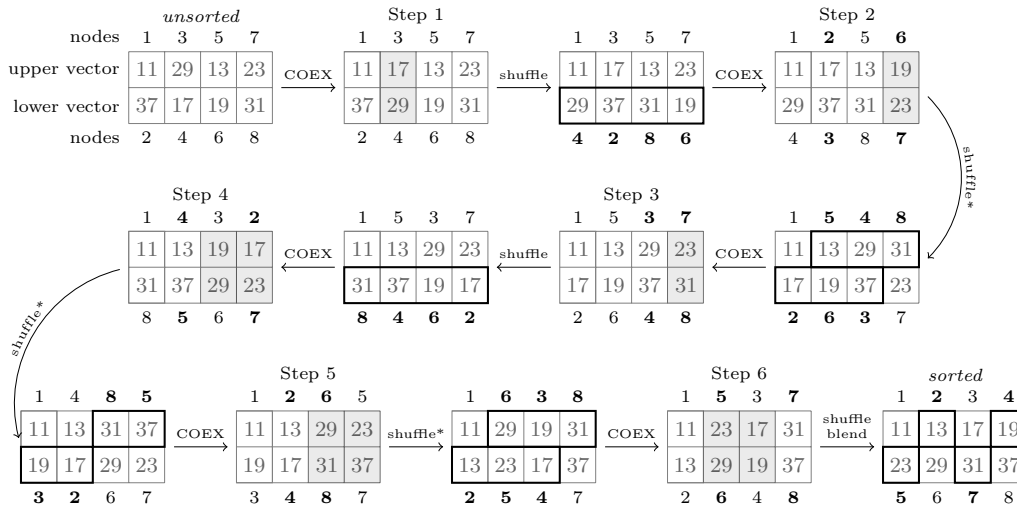 unsorted
nodes 1 3 5 7
upper vector 11 29 13 23
lower vector 37 17 19 31
nodes 2 4 6 8
COEX
Step 1
1 3 5 7
11 17 13 23
37 29 19 31
2 4 6 8
shuffle
1 3 5 7
11 17 13 23
29 37 31 19
4 2 8 6
COEX
Step 2
1 2 5 6
11 17 13 19
29 37 31 23
4 3 8 7
shuffle*
1 5 4 8
11 13 29 31
17 19 37 23
2 6 3 7
COEX
Step 3
1 5 3 7
11 13 29 23
17 19 37 31
2 6 4 8
shuffle
1 5 3 7
11 13 29 23
31 37 19 17
8 4 6 2
COEX
Step 4
1 4 3 2
11 13 19 17
31 37 29 23
8 5 6 7
shuffle*
1 4 8 5
11 13 31 37
19 17 29 23
3 2 6 7
COEX
Step 5
1 2 6 5
11 13 29 23
19 17 31 37
3 4 8 7
shuffle*
1 6 3 8
11 29 19 31
13 23 17 37
2 5 4 7
COEX
Step 6
1 5 3 7
11 23 17 31
13 29 19 37
2 6 4 8
shuffle
blend
sorted
1 2 3 4
11 13 17 19
23 29 31 37
5 6 7 8